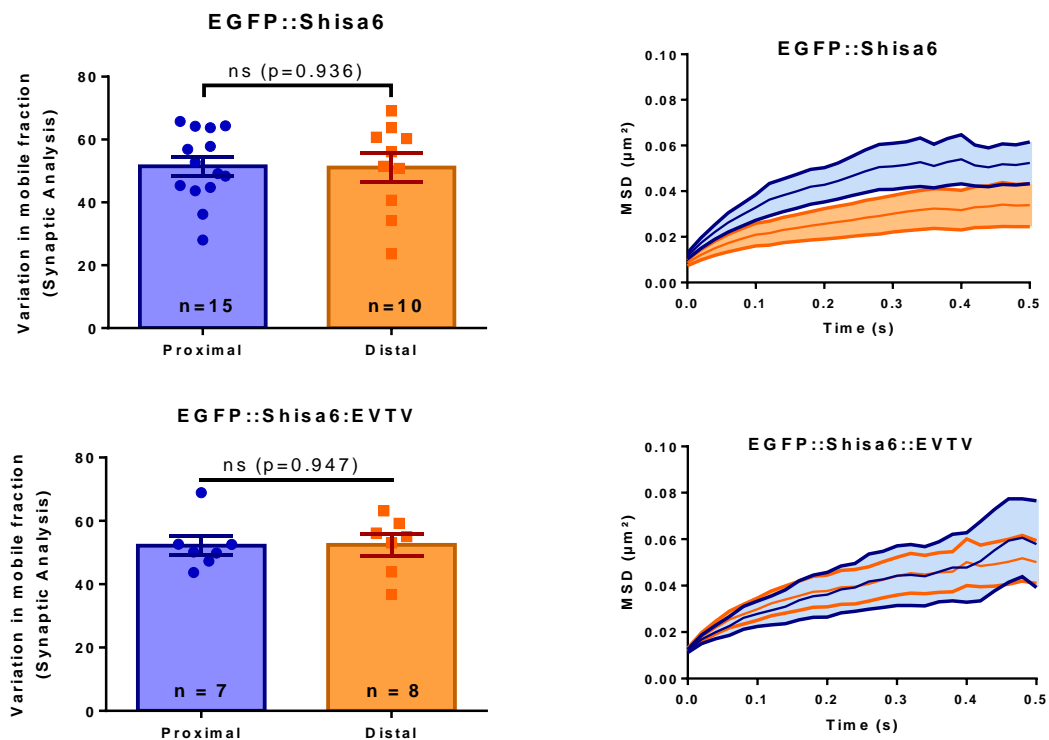 EGFP::Shisa6
ns (p=0.936)
Variation in mobile fraction
(Synaptic Analysis)
80
60
40
20
0
n=15
n=10
Proximal
Distal
EGFP::Shisa6
MSD (µm²)
0.10
0.08
0.06
0.04
0.02
0.00
0.0 0.1 0.2 0.3 0.4 0.5
Time (s)
EGFP::Shisa6:EVTV
ns (p=0.947)
Variation in mobile fraction
(Synaptic Analysis)
80
60
40
20
0
n = 7
n = 8
Proximal
Distal
EGFP::Shisa6::EVTV
MSD (µm²)
0.10
0.08
0.06
0.04
0.02
0.00
0.0 0.1 0.2 0.3 0.4 0.5
Time (s)